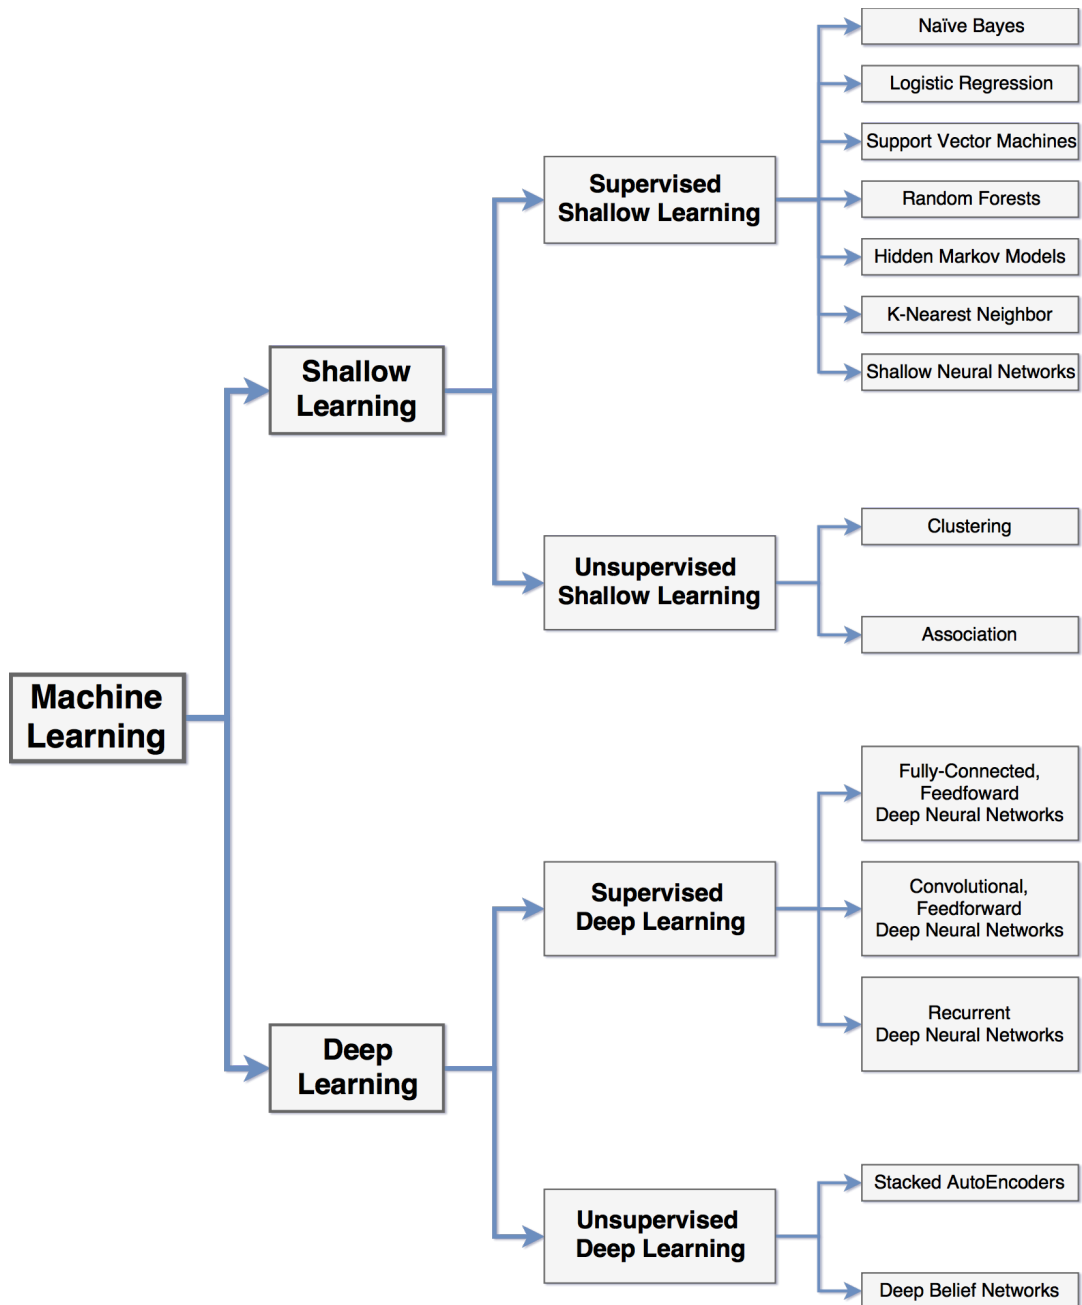 Naïve Bayes
Logistic Regression
Support Vector Machines
Supervised
Shallow Learning
Random Forests
Hidden Markov Models
K-Nearest Neighbor
Shallow Neural Networks
Shallow
Learning
Clustering
Unsupervised
Shallow Learning
Association
Machine
Learning
Fully-Connected,
Feedfoward
Deep Neural Networks
Supervised
Deep Learning
Convolutional,
Feedforward
Deep Neural Networks
Recurrent
Deep Neural Networks
Deep
Learning
Stacked AutoEncoders
Unsupervised
Deep Learning
Deep Belief Networks